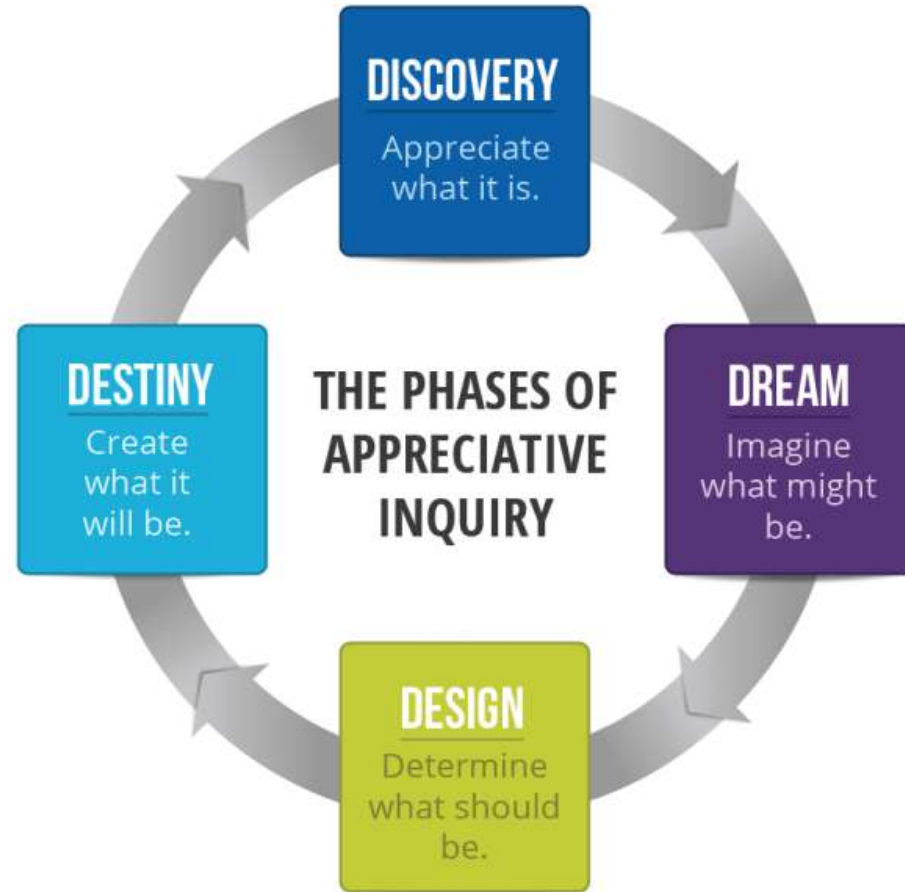 DISCOVERY
Appreciate
what it is.
DESTINY
Create
what it
will be.
THE PHASES OF
APPRECIATIVE
INQUIRY
DREAM
Imagine
what might
be.
DESIGN
Determine
what should
be.